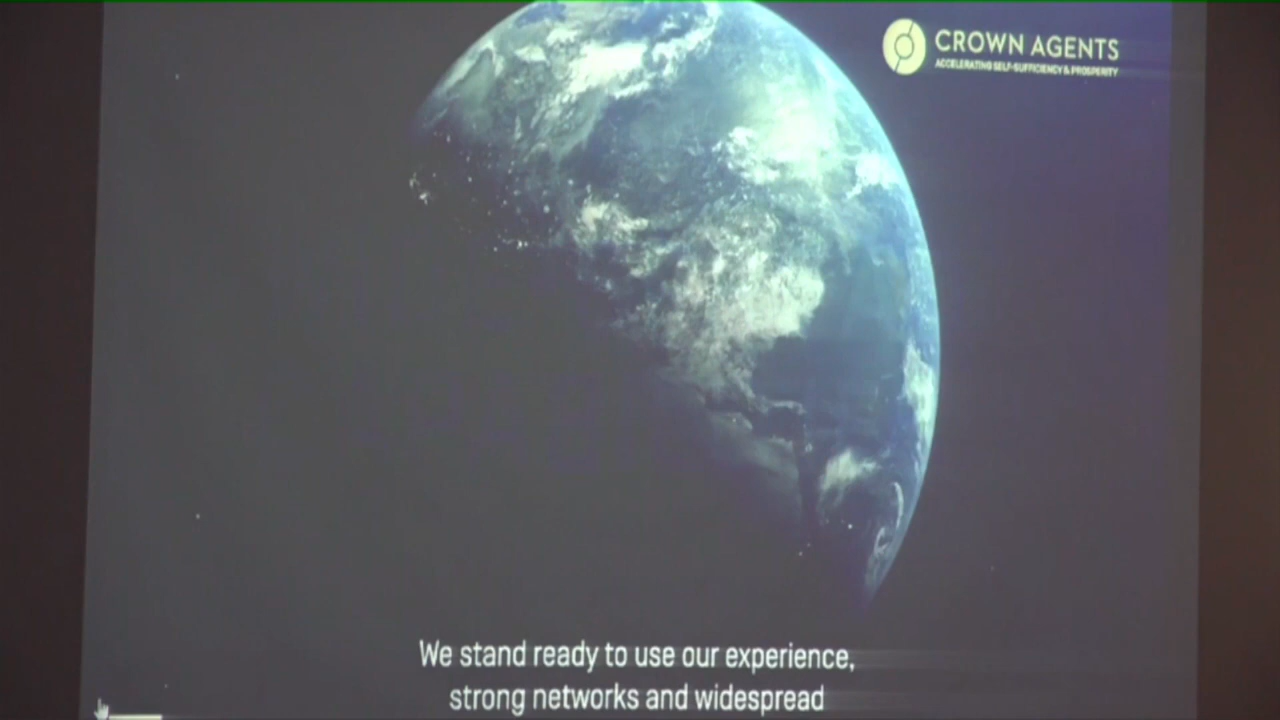 CROWN AGENTS
ACCELERATING SELF-SUFFICIENCY & PROSPERITY
We stand ready to use our experience,
strong networks and widespread